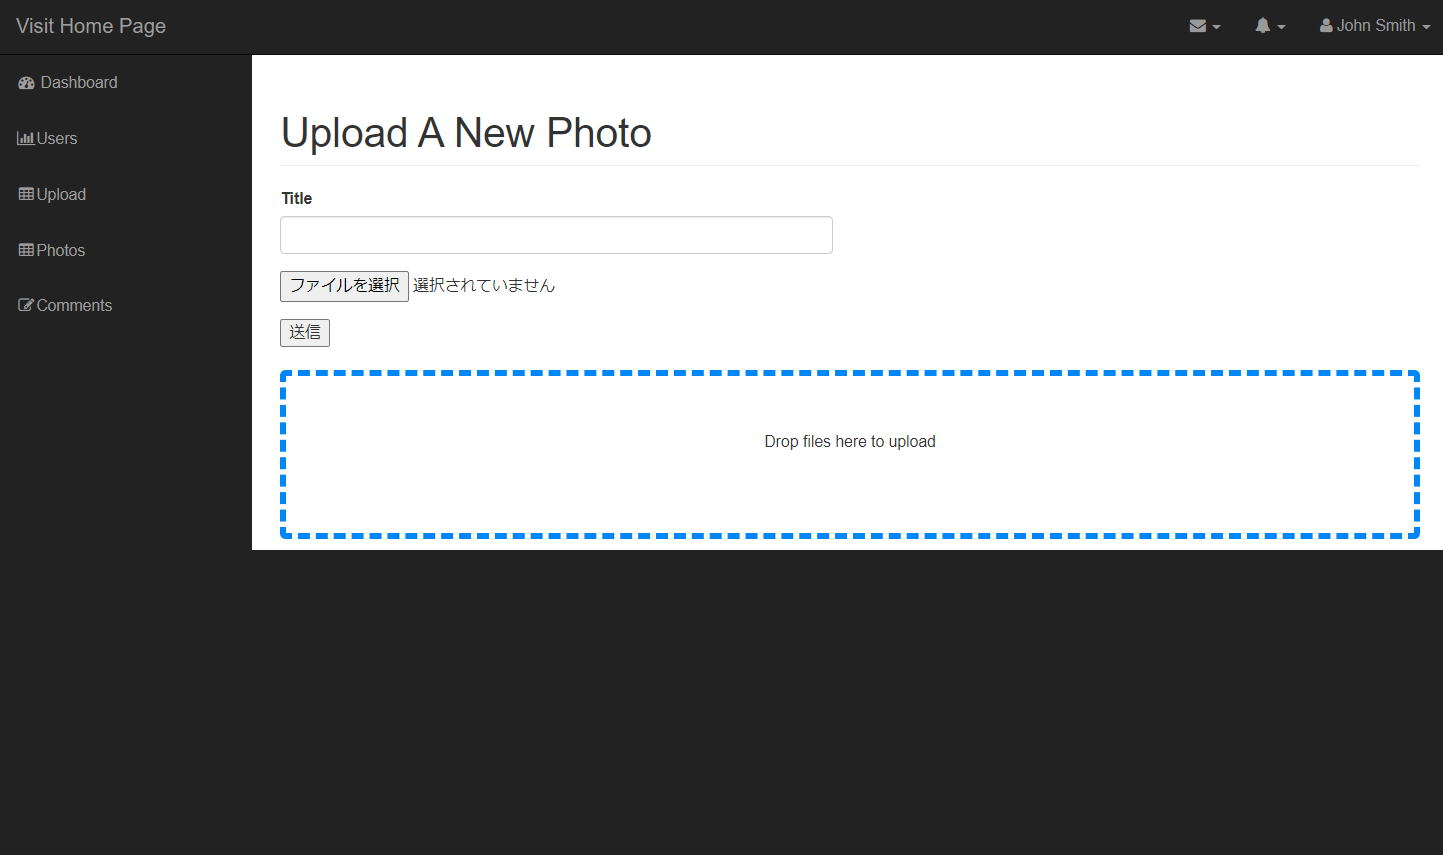 Visit Home Page
John Smith
Dashboard
Users
Upload
Photos
Comments
Upload A New Photo
Title
ファイルを選択 選択されていません
送信
Drop files here to upload